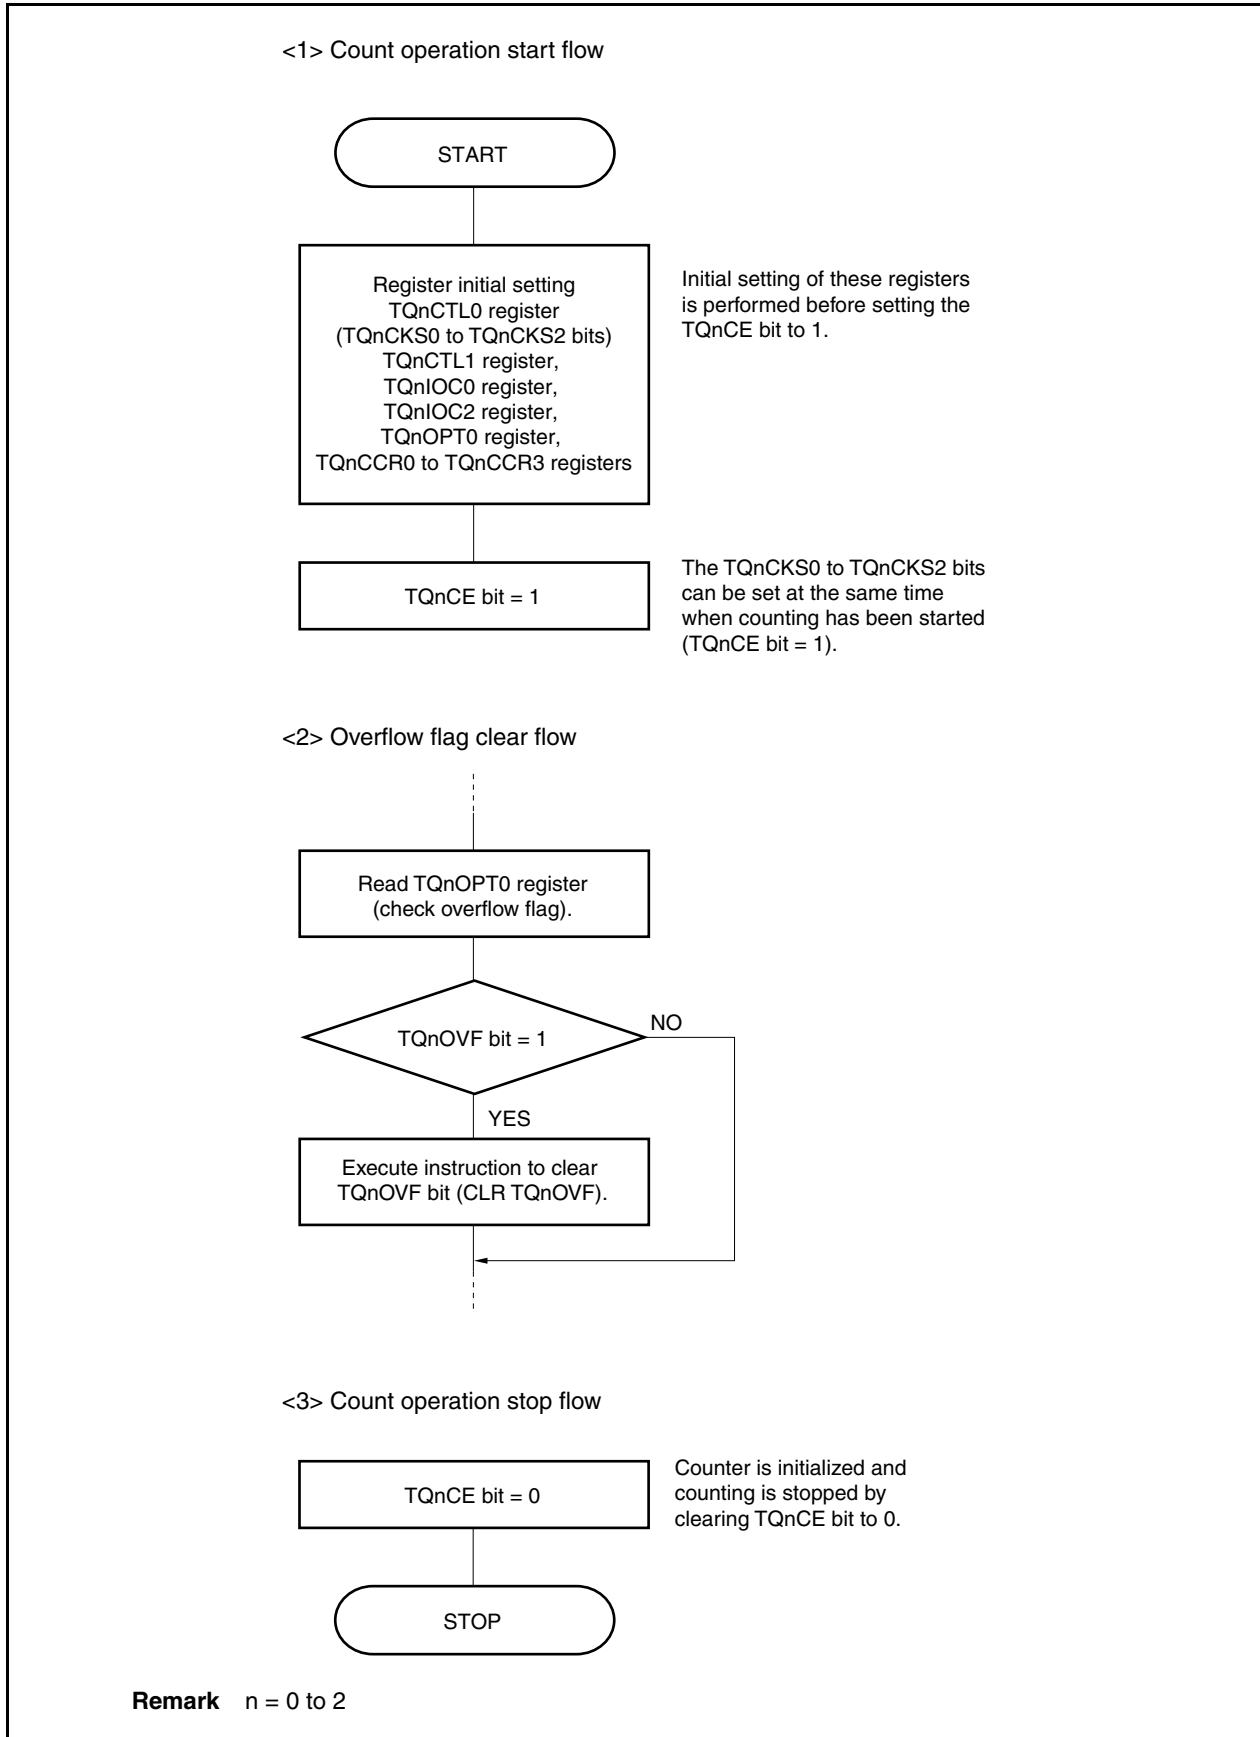 <1> Count operation start flow
START
Register initial setting
TQnCTL0 register
(TQnCKS0 to TQnCKS2 bits)
TQnCTL1 register,
TQnIOC0 register,
TQnIOC2 register,
TQnOPT0 register,
TQnCCR0 to TQnCCR3 registers
Initial setting of these registers
is performed before setting the
TQnCE bit to 1.
TQnCE bit = 1
The TQnCKS0 to TQnCKS2 bits
can be set at the same time
when counting has been started
(TQnCE bit = 1).
<2> Overflow flag clear flow
Read TQnOPT0 register
(check overflow flag).
TQnOVF bit = 1
NO
YES
Execute instruction to clear
TQnOVF bit (CLR TQnOVF).
<3> Count operation stop flow
TQnCE bit = 0
Counter is initialized and
counting is stopped by
clearing TQnCE bit to 0.
STOP
Remark n = 0 to 2